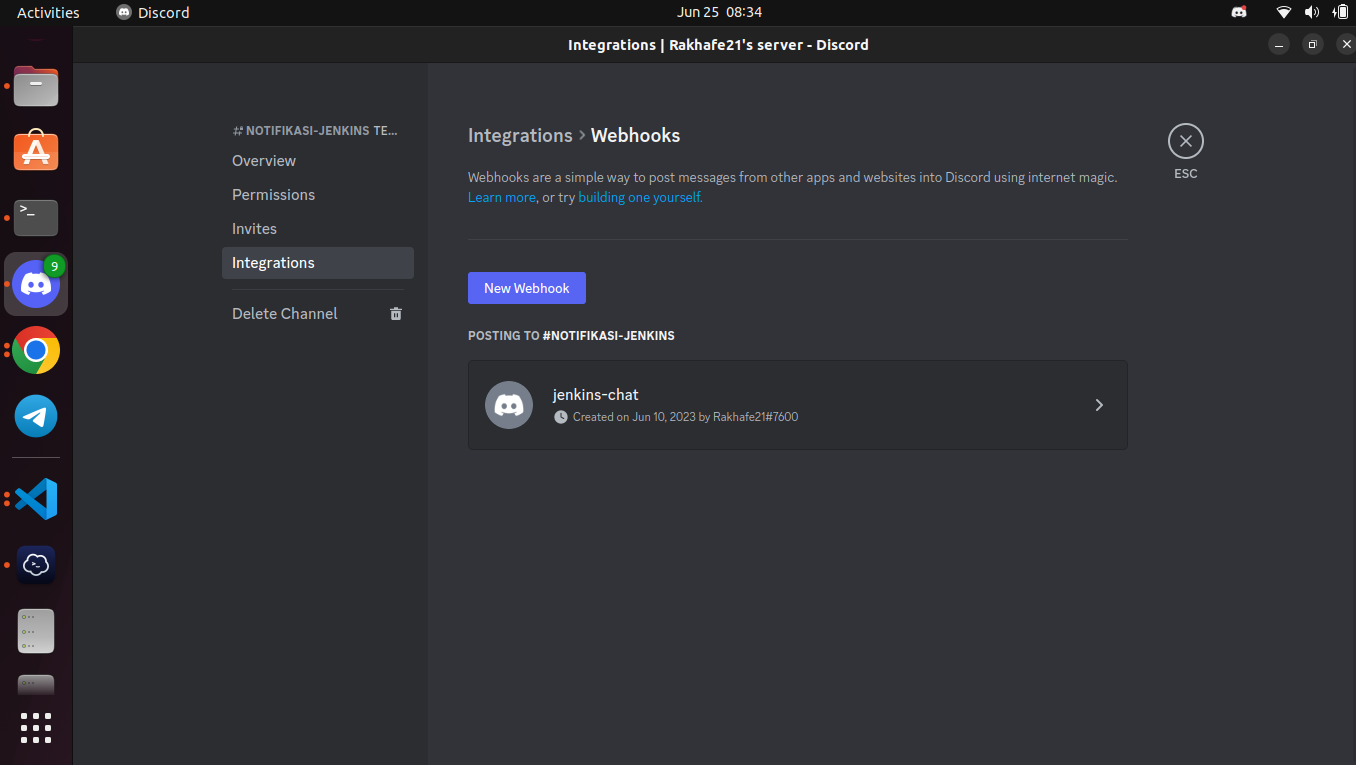 Activities
Discord
Jun 25 08:34
Integrations | Rakhafe21's server - Discord
NOTIFIKASI-JENKINS TE...
Overview
Permissions
Invites
Integrations
Delete Channel
Integrations > Webhooks
Webhooks are a simple way to post messages from other apps and websites into Discord using internet magic.
Learn more, or try building one yourself.
ESC
New Webhook
POSTING TO #NOTIFIKASI-JENKINS
jenkins-chat
Created on Jun 10, 2023 by Rakhafe21#7600
>_
9